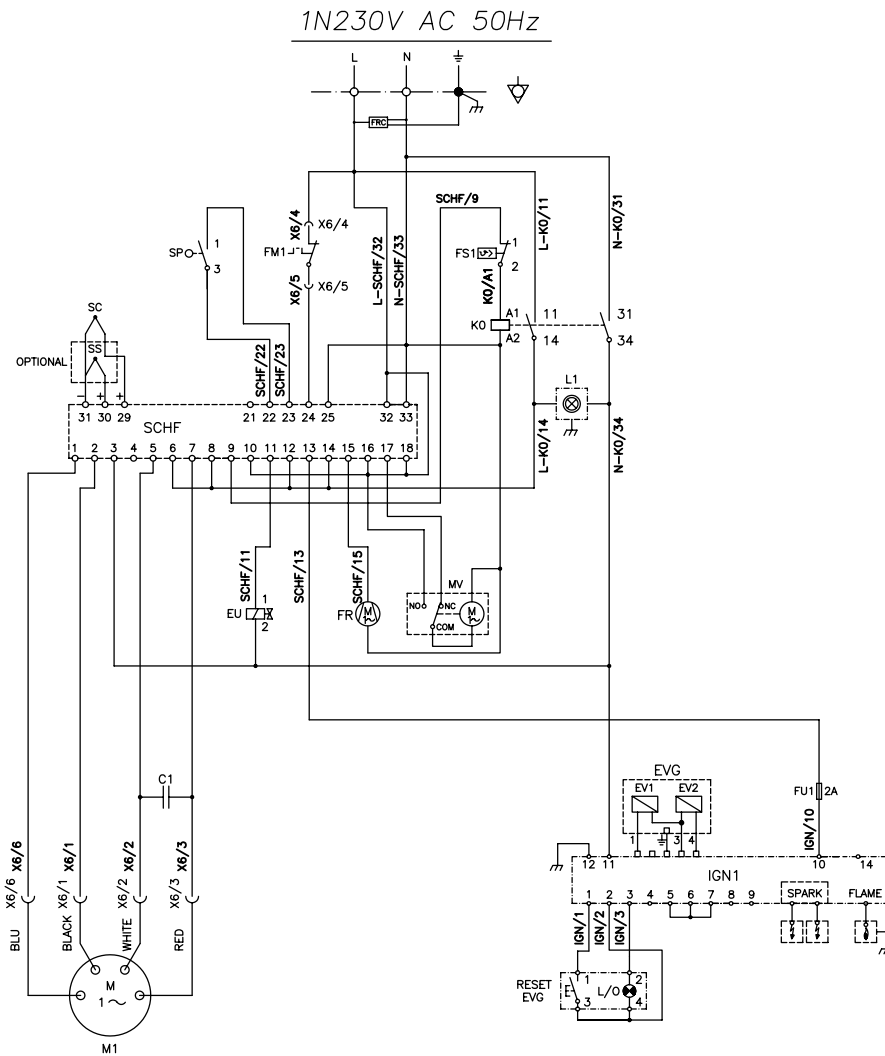 1N230V AC 50Hz
L N
FRC
SCHF/9
X6/4 X6/4
SP 1 3
FM1
X6/5 X6/5
L-SCHF/32
N-SCHF/33
FS1 1 2
K0/A1
L-K0/11
N-K0/31
K0 A1 A2
11 14
31 34
SC
OPTIONAL SS
SCHF/22
SCHF/23
L1
L-K0/14
N-K0/34
- + +
31 30 29 21 22 23 24 25 32 33
SCHF
1 2 3 4 5 6 7 8 9 10 11 12 13 14 15 16 17 18
SCHF/11
SCHF/13
SCHF/15
EU 1 2
FR M 1~
MV
NO NC
COM
M 1~
C1
EVG
EV1 EV2
1 3 4
FU1 2A
IGN/10
12 11 10 14
IGN1
1 2 3 4 5 6 7 8 9
SPARK FLAME
IGN/1
IGN/2
IGN/3
RESET EVG
E 1 3
L/O 2 4
X6/6 X6/6
X6/1 X6/1
X6/2 X6/2
X6/3 X6/3
BLU
BLACK
WHITE
RED
M
1~
M1